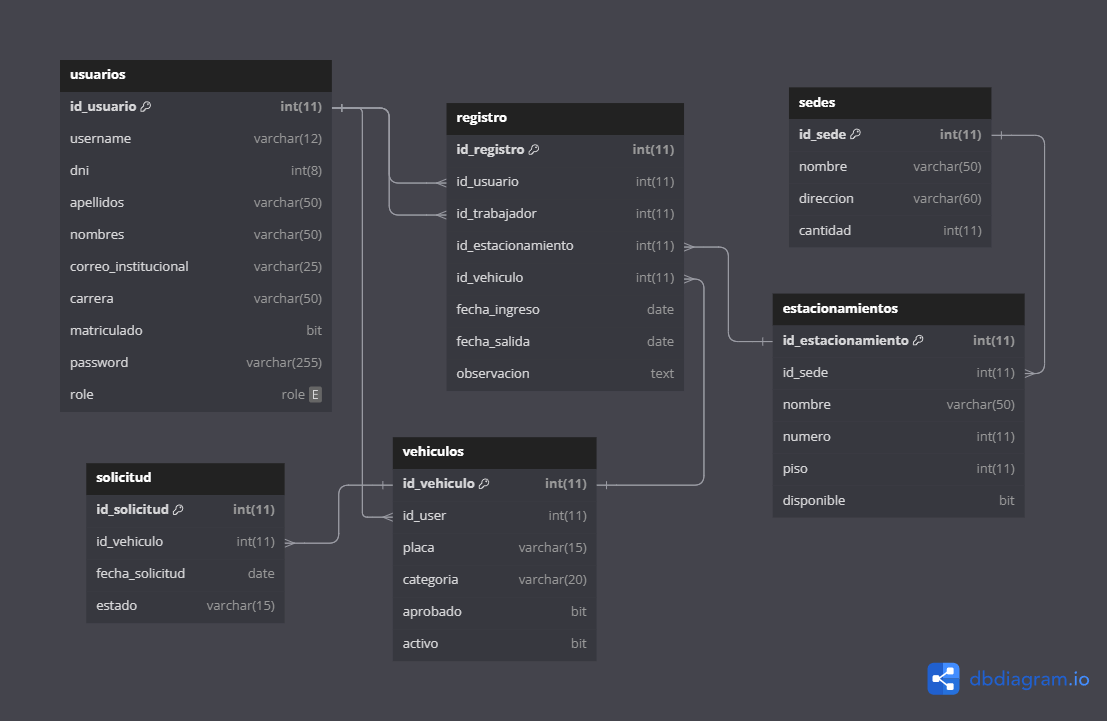 usuarios
id_usuario int(11)
username varchar(12)
dni int(8)
apellidos varchar(50)
nombres varchar(50)
correo_institucional varchar(25)
carrera varchar(50)
matriculado bit
password varchar(255)
role role E
registro
id_registro int(11)
id_usuario int(11)
id_trabajador int(11)
id_estacionamiento int(11)
id_vehiculo int(11)
fecha_ingreso date
fecha_salida date
observacion text
sedes
id_sede int(11)
nombre varchar(50)
direccion varchar(60)
cantidad int(11)
estacionamientos
id_estacionamiento int(11)
id_sede int(11)
nombre varchar(50)
numero int(11)
piso int(11)
disponible bit
solicitud
id_solicitud int(11)
id_vehiculo int(11)
fecha_solicitud date
estado varchar(15)
vehiculos
id_vehiculo int(11)
id_user int(11)
placa varchar(15)
categoria varchar(20)
aprobado bit
activo bit
dbdiagram.io